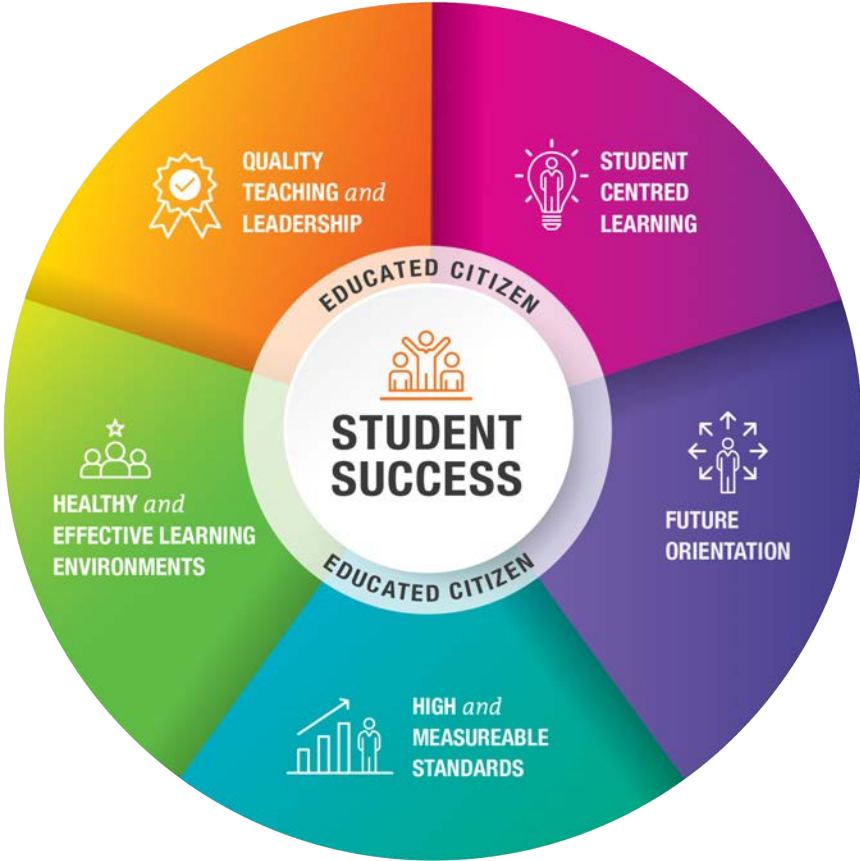 QUALITY
TEACHING and
LEADERSHIP
STUDENT
CENTRED
LEARNING
EDUCATED CITIZEN
STUDENT
SUCCESS
EDUCATED CITIZEN
HEALTHY and
EFFECTIVE LEARNING
ENVIRONMENTS
FUTURE
ORIENTATION
HIGH and
MEASUREABLE
STANDARDS